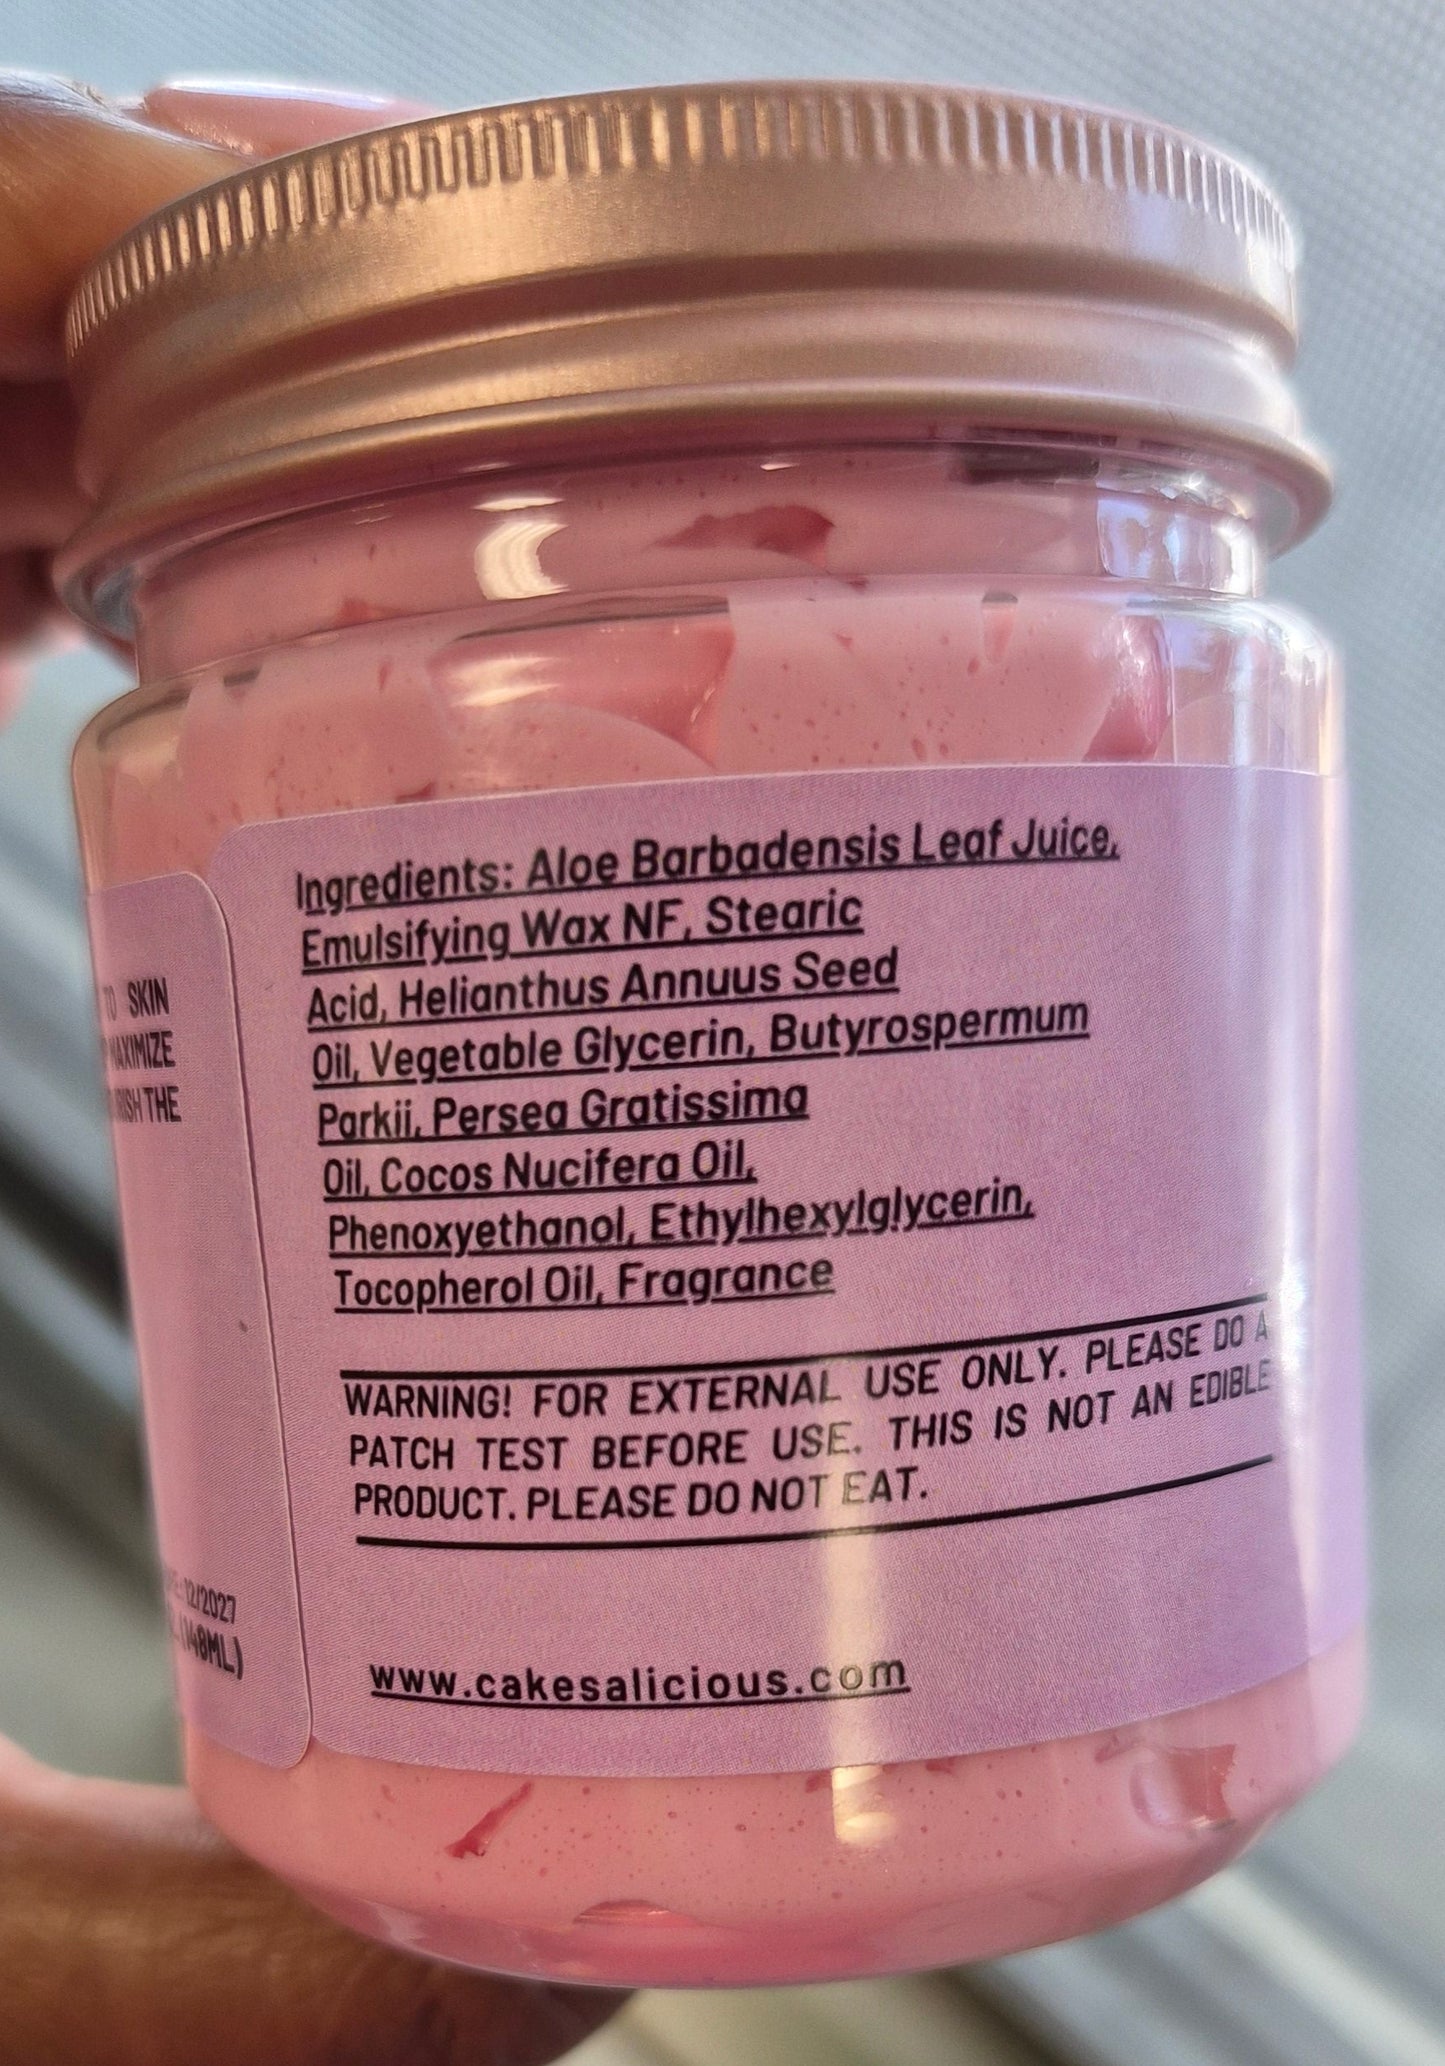 TO SKIN
MAXIMIZE
THE
12/2027
(148ML)
Ingredients: Aloe Barbadensis Leaf Juice,
Emulsifying Wax NF, Stearic
Acid, Helianthus Annuus Seed
Oil, Vegetable Glycerin, Butyrospermum
Parkii, Persea Gratissima
Oil, Cocos Nucifera Oil,
Phenoxyethanol, Ethylhexylglycerin,
Tocopherol Oil, Fragrance
WARNING! FOR EXTERNAL USE ONLY. PLEASE DO A
PATCH TEST BEFORE USE. THIS IS NOT AN EDIBLE
PRODUCT. PLEASE DO NOT EAT.
www.cakesalicious.com